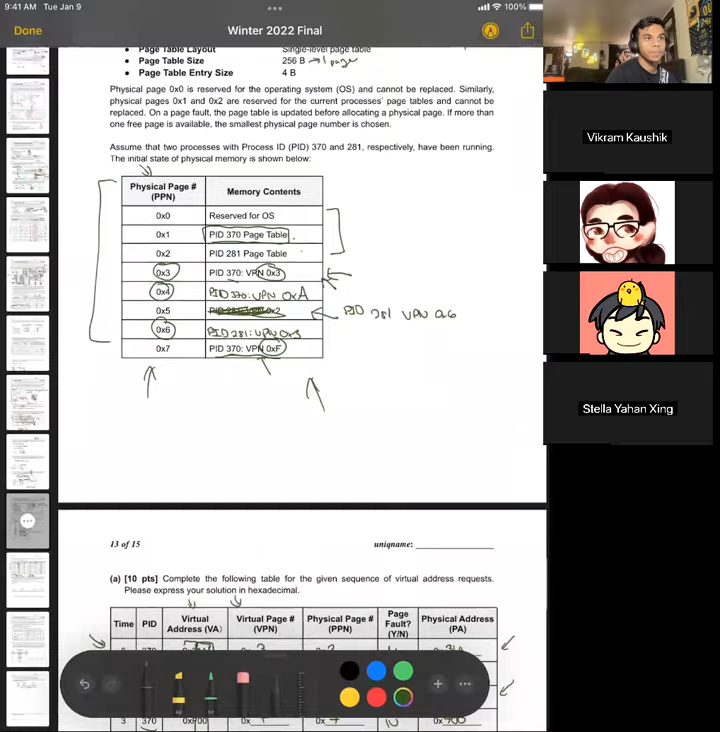 9:41 AM Tue Jan 9
100%
Done
Winter 2022 Final
• Page Table Layout Single-level page table
• Page Table Size 256 B → 1 page
• Page Table Entry Size 4 B
Physical page 0x0 is reserved for the operating system (OS) and cannot be replaced. Similarly,
physical pages 0x1 and 0x2 are reserved for the current processes' page tables and cannot be
replaced. On a page fault, the page table is updated before allocating a physical page. If more than
one free page is available, the smallest physical page number is chosen.
Assume that two processes with Process ID (PID) 370 and 281, respectively, have been running.
The initial state of physical memory is shown below:
Physical Page # (PPN) Memory Contents
0x0 Reserved for OS
0x1 PID 370 Page Table
0x2 PID 281 Page Table
0x3 PID 370: VPN 0x3
0x4 PID 370: VPN 0xA
0x5 0x2 PID 281 VPN 0x6
0x6 PID 281: VPN 0x3
0x7 PID 370: VPN 0xF
13 of 15 uniqname:
(a) [10 pts] Complete the following table for the given sequence of virtual address requests.
Please express your solution in hexadecimal.
Time PID Virtual Address (VA) Virtual Page # (VPN) Physical Page # (PPN) Page Fault? (Y/N) Physical Address (PA)
3 370 0xF00 0x 0x N 0x
Vikram Kaushik
Stella Yahan Xing